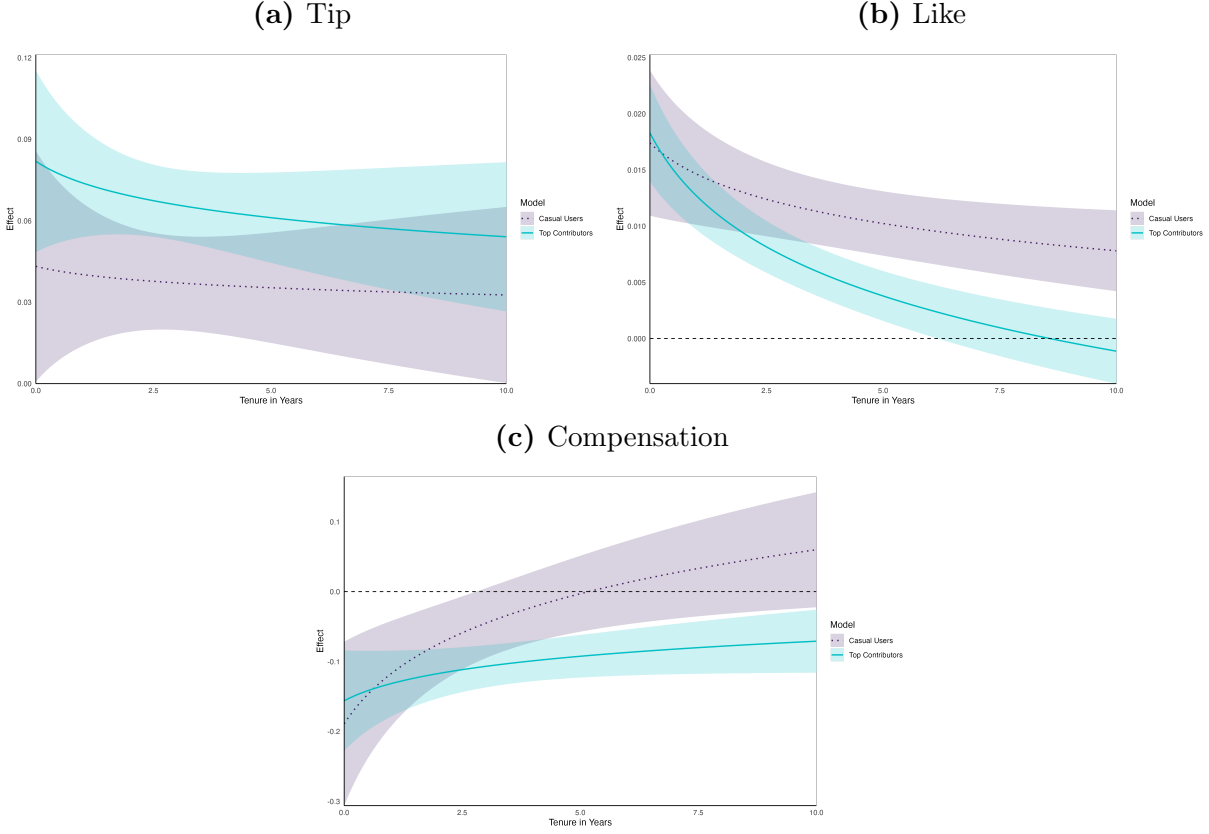 (a) Tip
0.12
0.09
0.06
0.03
0.00
Effect
0.0 2.5 5.0 7.5 10.0
Tenure in Years
Model
Casual Users
Top Contributors
(b) Like
0.025
0.020
0.015
0.010
0.005
0.000
Effect
0.0 2.5 5.0 7.5 10.0
Tenure in Years
Model
Casual Users
Top Contributors
(c) Compensation
0.1
0.0
-0.1
-0.2
-0.3
Effect
0.0 2.5 5.0 7.5 10.0
Tenure in Years
Model
Casual Users
Top Contributors